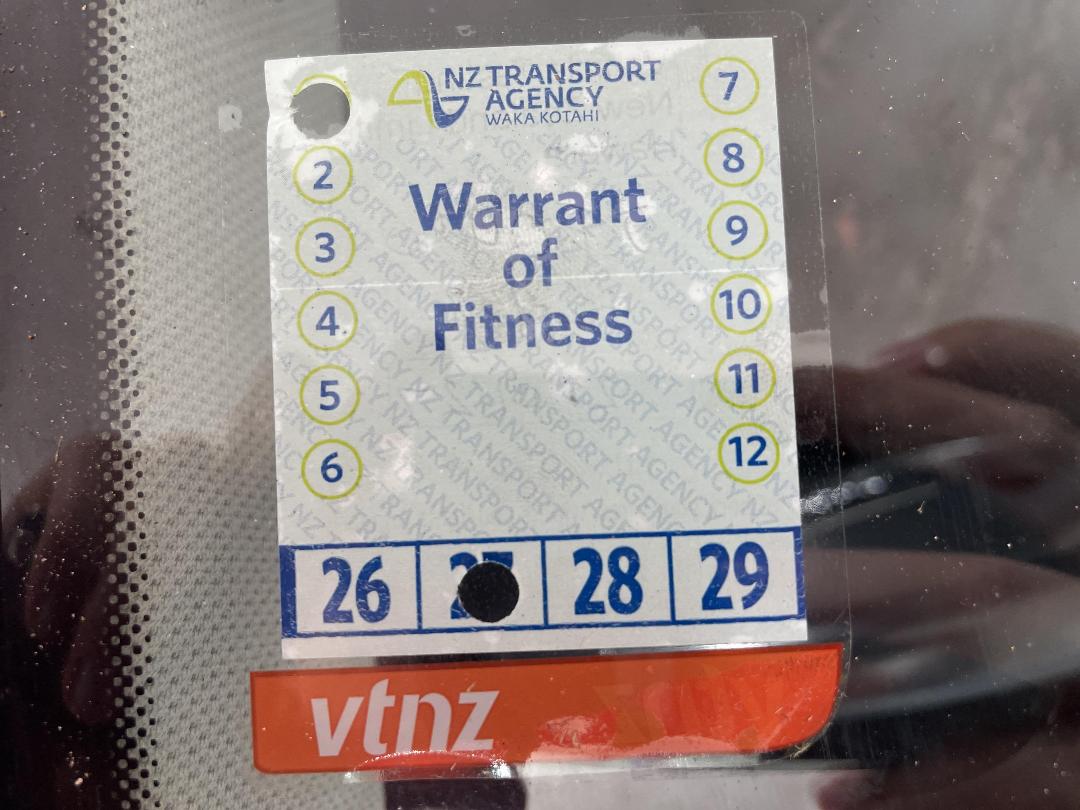 NZ TRANSPORT
AGENCY
WAKA KOTAHI
Warrant
of
Fitness
2
3
4
5
6
7
8
9
10
11
12
26 27 28 29
vtnz